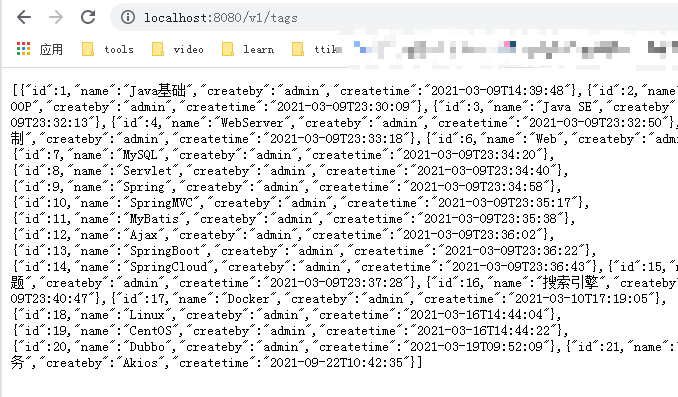 localhost:8080/v1/tags
应用 tools video learn ttik
[{"id":1,"name":"Java基础","createby":"admin","createtime":"2021-03-09T14:39:48"},{"id":2,"name
OOP","createby":"admin","createtime":"2021-03-09T23:30:09"},{"id":3,"name":"Java SE","createby"
09T23:32:13"},{"id":4,"name":"WebServer","createby":"admin","createtime":"2021-03-09T23:32:50"},
制","createby":"admin","createtime":"2021-03-09T23:33:18"},{"id":6,"name":"Web","createby":"admi
{"id":7,"name":"MySQL","createby":"admin","createtime":"2021-03-09T23:34:20"},
{"id":8,"name":"Servlet","createby":"admin","createtime":"2021-03-09T23:34:40"},
{"id":9,"name":"Spring","createby":"admin","createtime":"2021-03-09T23:34:58"},
{"id":10,"name":"SpringMVC","createby":"admin","createtime":"2021-03-09T23:35:17"},
{"id":11,"name":"MyBatis","createby":"admin","createtime":"2021-03-09T23:35:38"},
{"id":12,"name":"Ajax","createby":"admin","createtime":"2021-03-09T23:36:02"},
{"id":13,"name":"SpringBoot","createby":"admin","createtime":"2021-03-09T23:36:22"},
{"id":14,"name":"SpringCloud","createby":"admin","createtime":"2021-03-09T23:36:43"},{"id":15,"n
题","createby":"admin","createtime":"2021-03-09T23:37:28"},{"id":16,"name":"搜索引擎","createby"
09T23:40:47"},{"id":17,"name":"Docker","createby":"admin","createtime":"2021-03-10T17:19:05"},
{"id":18,"name":"Linux","createby":"admin","createtime":"2021-03-16T14:44:04"},
{"id":19,"name":"CentOS","createby":"admin","createtime":"2021-03-16T14:44:22"},
{"id":20,"name":"Dubbo","createby":"admin","createtime":"2021-03-19T09:52:09"},{"id":21,"name":"
务","createby":"Akios","createtime":"2021-09-22T10:42:35"}]